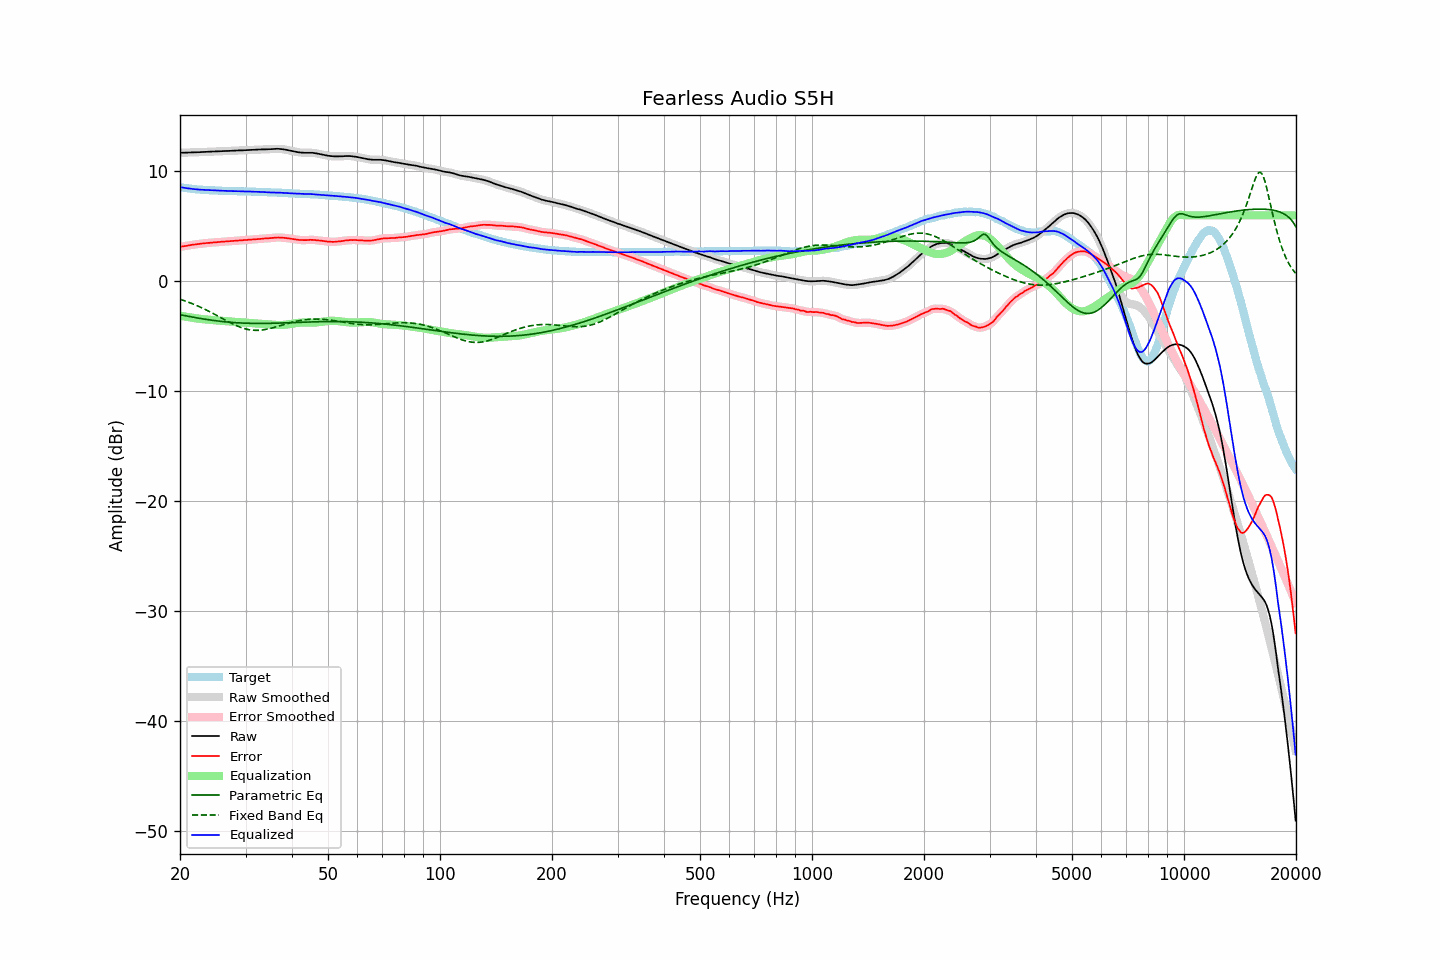 Fearless Audio S5H
Amplitude (dBr)
10
0
−10
−20
−30
−40
−50
Target
Raw Smoothed
Error Smoothed
Raw
Error
Equalization
Parametric Eq
Fixed Band Eq
Equalized
20 50 100 200 500 1000 2000 5000 10000 20000
Frequency (Hz)